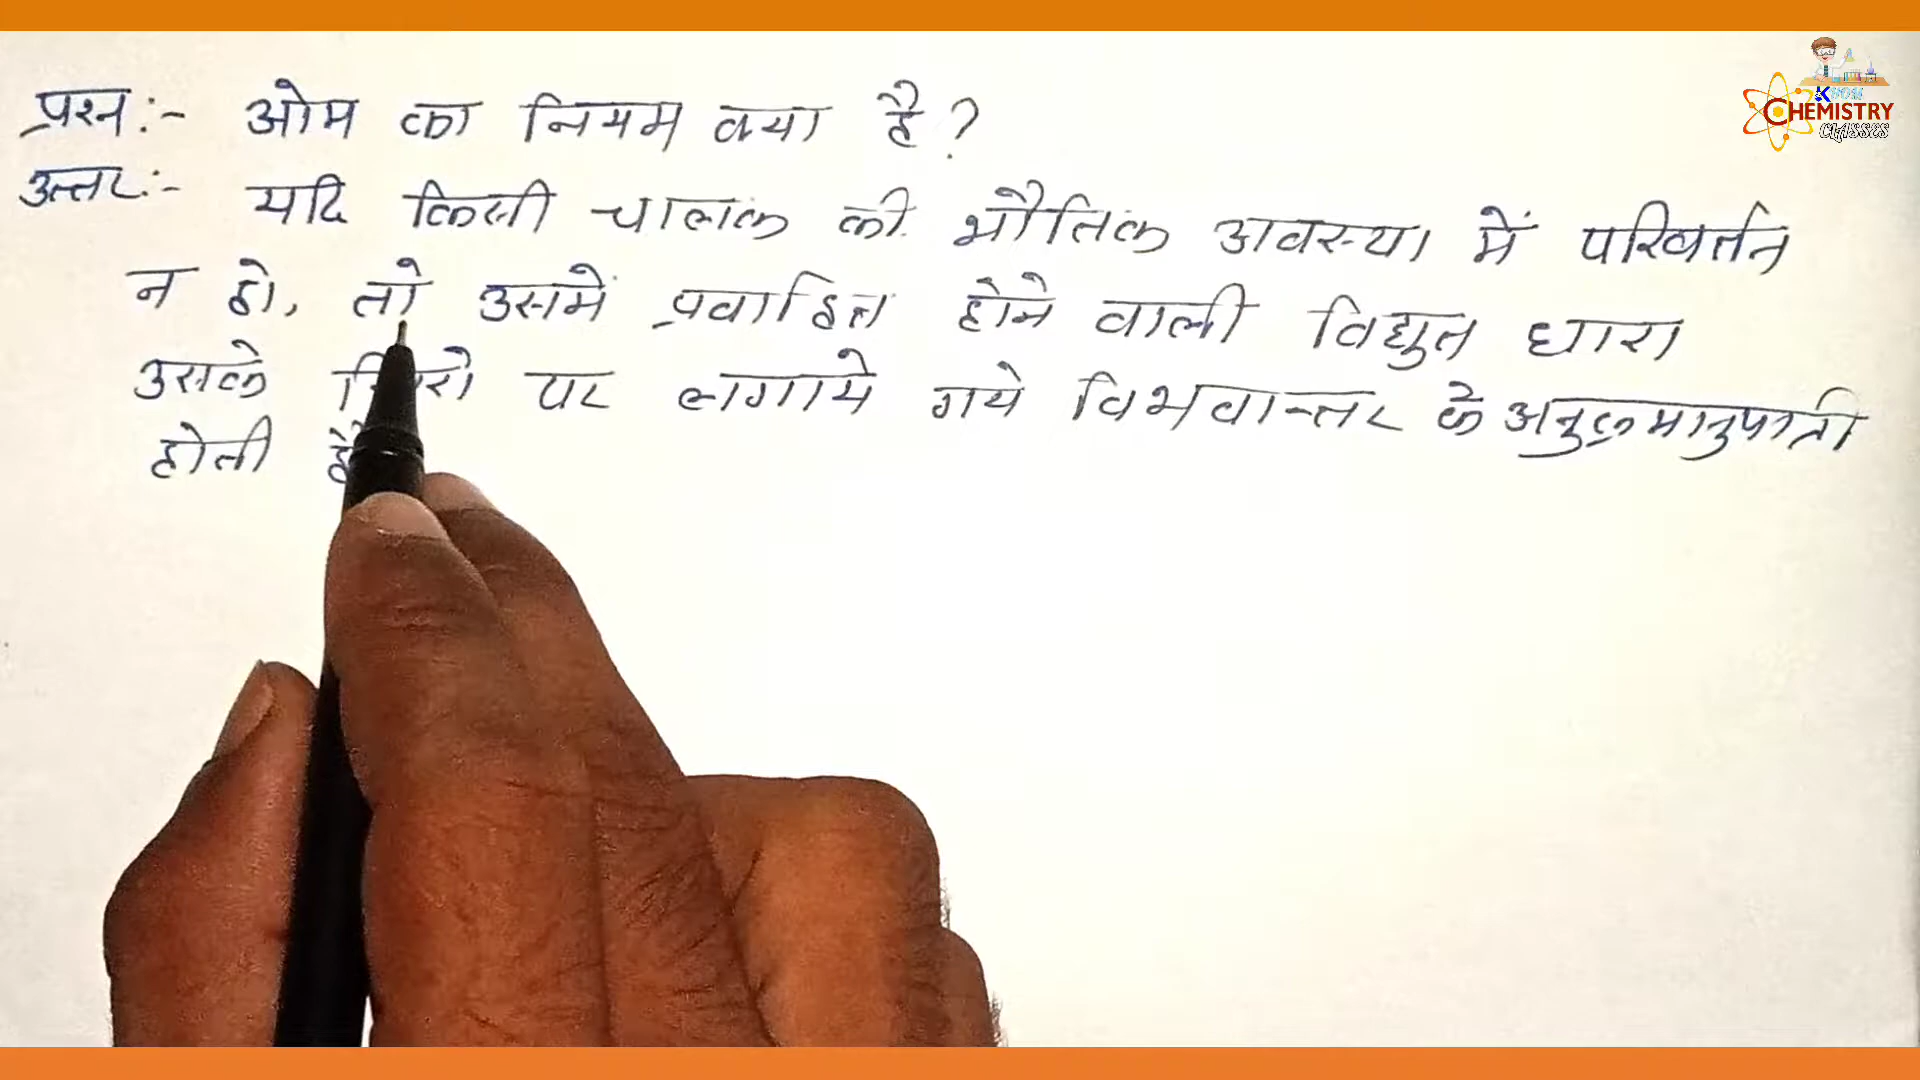 प्रश्न:- ओम का नियम क्या है?
उत्तर:- यदि किसी चालक की भौतिक अवस्था में परिवर्तन
न हो, तो उसमें प्रवाहित होने वाली विद्युत धारा
उसके पर लगाये गये विभवान्तर के अनुक्रमानुपाती
होती है
KHOM
CHEMISTRY
CLASSES